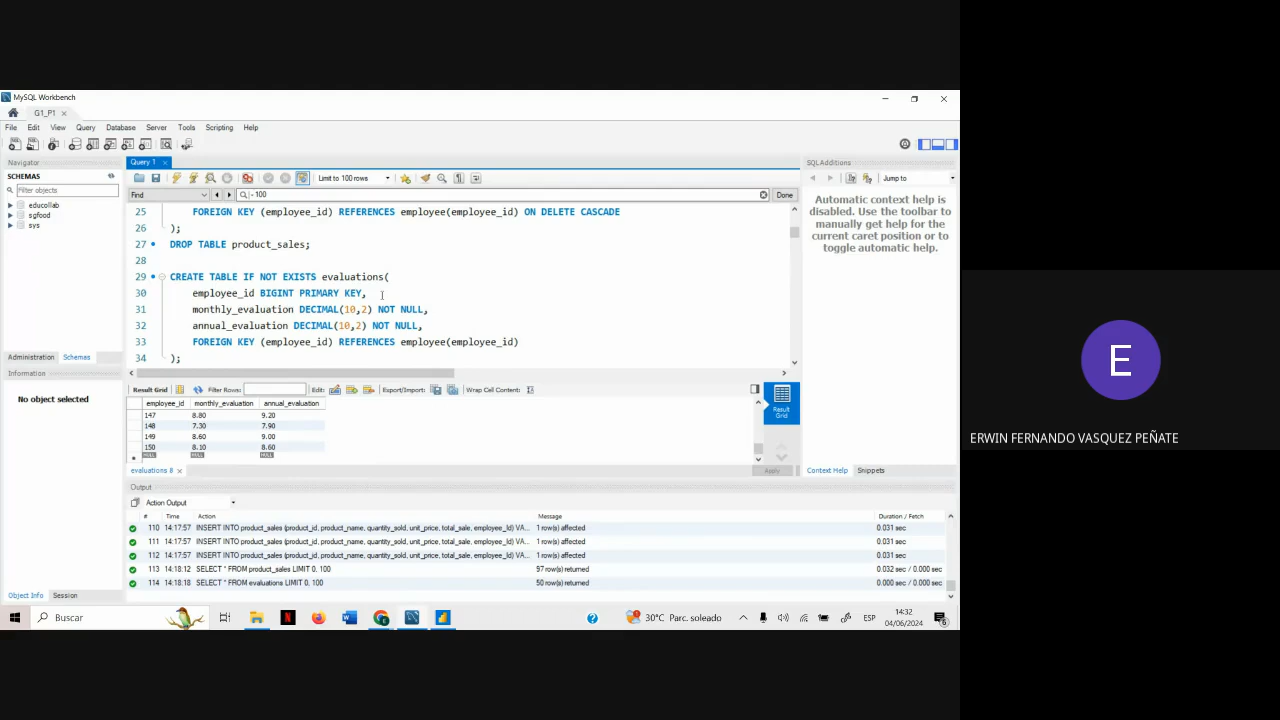 MySQL Workbench
G1_P1
File Edit View Query Database Server Tools Scripting Help
Navigator
SCHEMAS
Filter objects
educollab
sgfood
sys
Administration Schemas
Information
No object selected
Object Info Session
Query 1
Limit to 100 rows
Find
- 100
Done
25 FOREIGN KEY (employee_id) REFERENCES employee(employee_id) ON DELETE CASCADE
26 );
27 DROP TABLE product_sales;
28
29 CREATE TABLE IF NOT EXISTS evaluations(
30 employee_id BIGINT PRIMARY KEY,
31 monthly_evaluation DECIMAL(10,2) NOT NULL,
32 annual_evaluation DECIMAL(10,2) NOT NULL,
33 FOREIGN KEY (employee_id) REFERENCES employee(employee_id)
34 );
Result Grid Filter Rows: Edit: Export/Import: Wrap Cell Content:
employee_id monthly_evaluation annual_evaluation
147 8.80 9.20
148 7.30 7.90
149 8.60 9.00
150 8.10 8.60
NULL NULL NULL
Result Grid
evaluations 8
Apply
Output
Action Output
# Time Action Message Duration / Fetch
110 14:17:57 INSERT INTO product_sales (product_id, product_name, quantity_sold, unit_price, total_sale, employee_Id) VA... 1 row(s) affected 0.031 sec
111 14:17:57 INSERT INTO product_sales (product_id, product_name, quantity_sold, unit_price, total_sale, employee_Id) VA... 1 row(s) affected 0.031 sec
112 14:17:57 INSERT INTO product_sales (product_id, product_name, quantity_sold, unit_price, total_sale, employee_Id) VA... 1 row(s) affected 0.031 sec
113 14:18:12 SELECT * FROM product_sales LIMIT 0, 100 97 row(s) returned 0.032 sec / 0.000 sec
114 14:18:18 SELECT * FROM evaluations LIMIT 0, 100 50 row(s) returned 0.000 sec / 0.000 sec
SQLAdditions
Jump to
Automatic context help is
disabled. Use the toolbar to
manually get help for the
current caret position or to
toggle automatic help.
Context Help Snippets
Buscar
30°C Parc. soleado
ESP
14:32
04/06/2024
6
E
ERWIN FERNANDO VASQUEZ PEÑATE